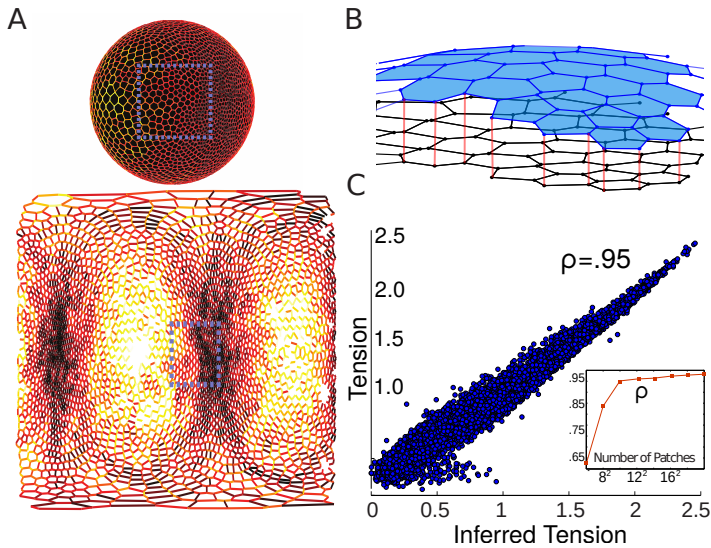 A
B
C
2.5
2.0
1.5
1.0
Tension
ρ=.95
.95
.85
.75
.65
ρ
Number of Patches
8²
12²
16²
0
0.5
1
1.5
2
2.5
Inferred Tension